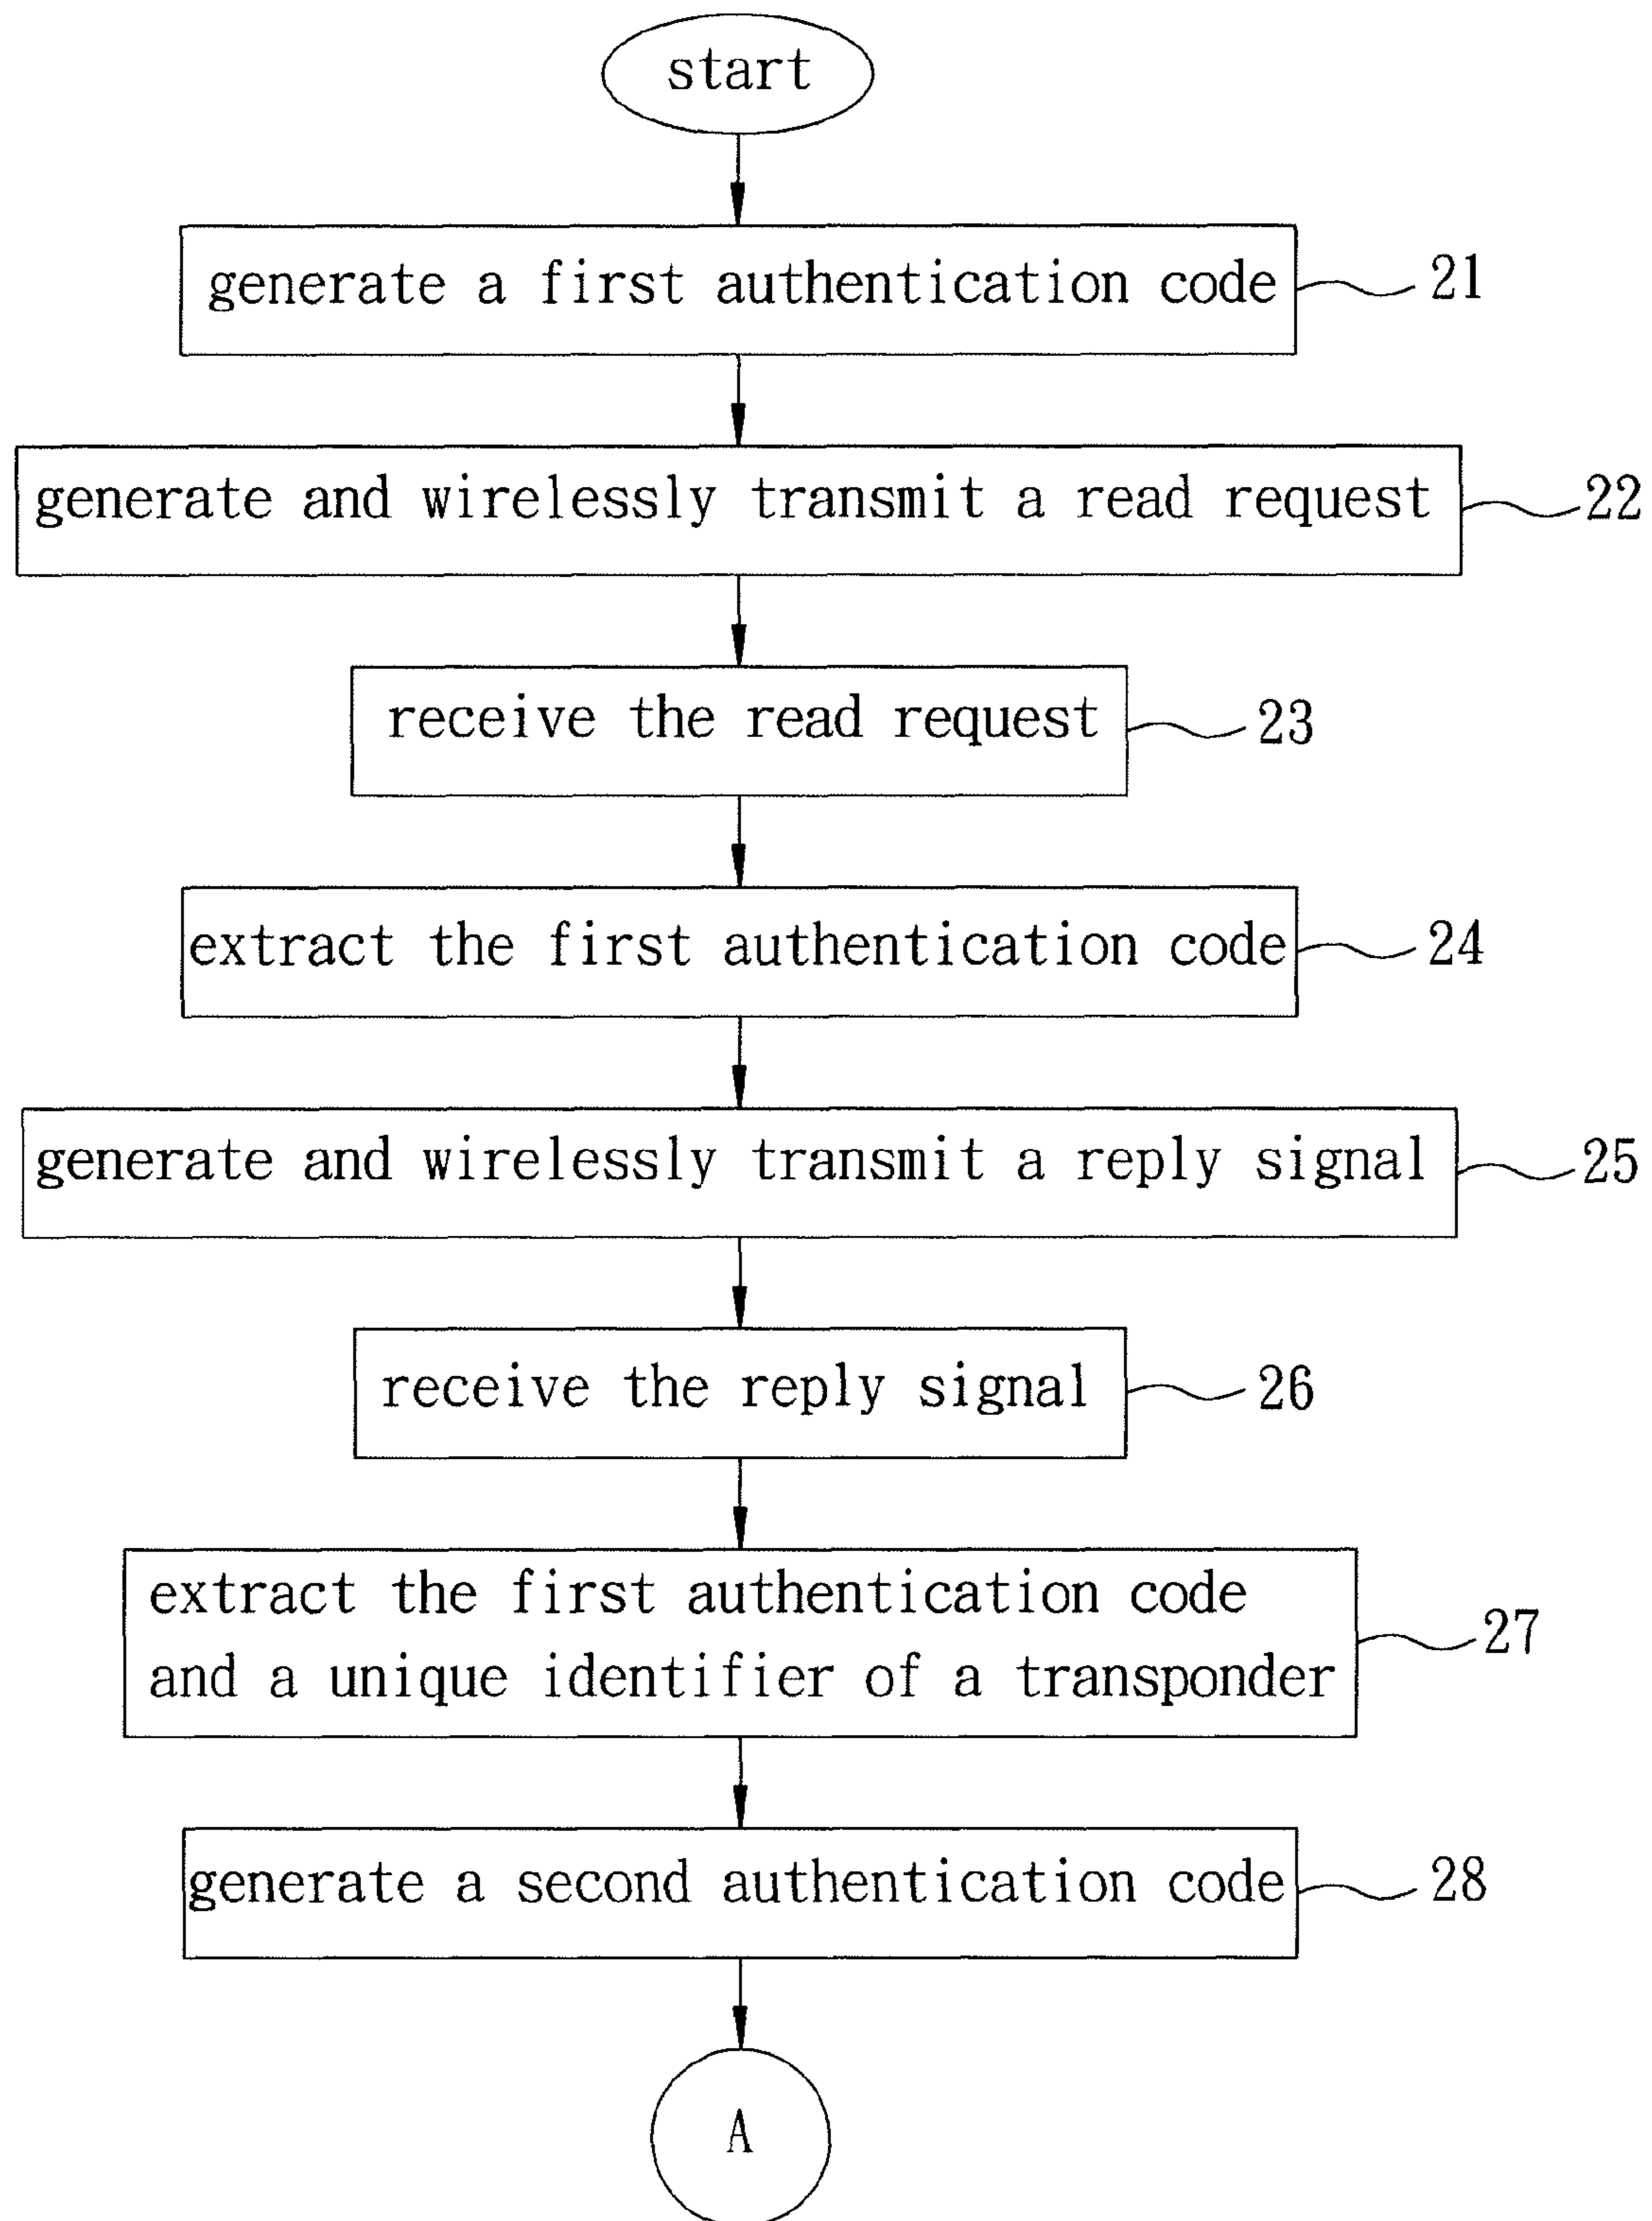 start
generate a first authentication code
21
generate and wirelessly transmit a read request
22
receive the read request
23
extract the first authentication code
24
generate and wirelessly transmit a reply signal
25
receive the reply signal
26
extract the first authentication code
and a unique identifier of a transponder
27
generate a second authentication code
28
A